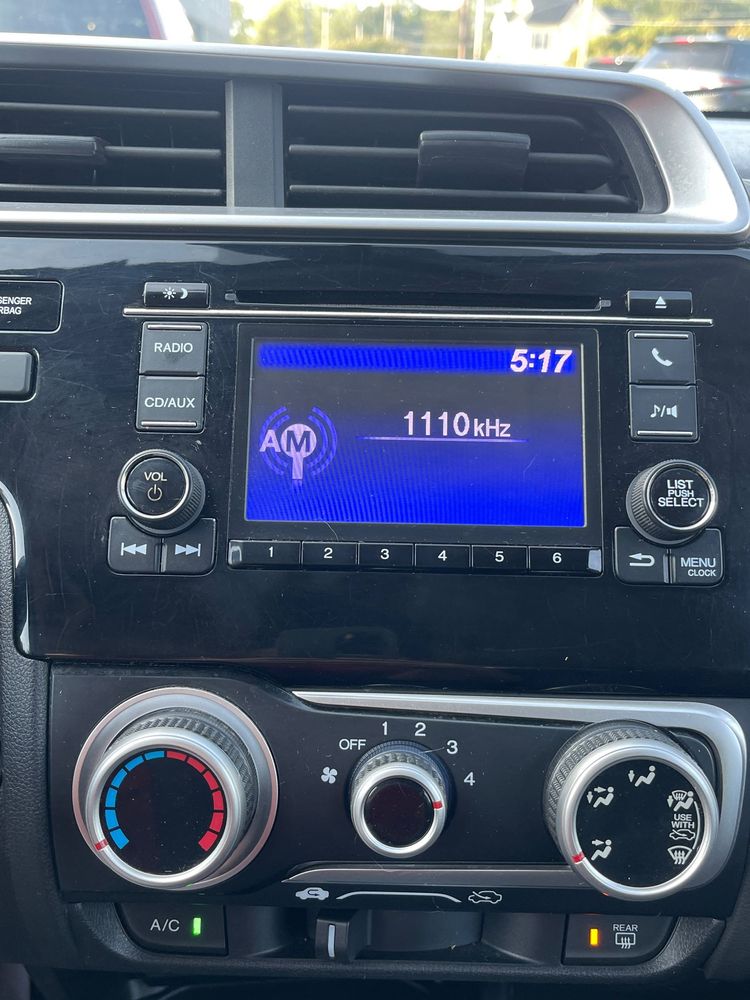 SENGER
RBAG
RADIO
CD/AUX
VOL
5:17
1110 kHz
AM
LIST
PUSH
SELECT
MENU
CLOCK
1 2 3 4 5 6
OFF 1 2 3 4
USE
WITH
A/C
REAR